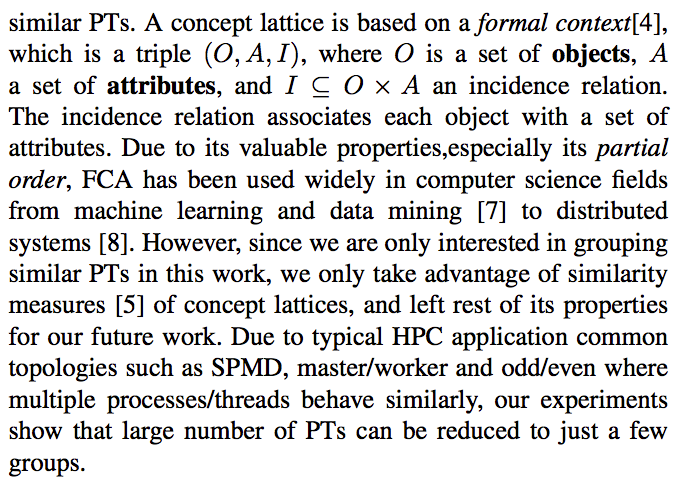 similar PTs. A concept lattice is based on a formal context[4],
which is a triple (O, A, I), where O is a set of objects, A
a set of attributes, and I ⊆ O × A an incidence relation.
The incidence relation associates each object with a set of
attributes. Due to its valuable properties,especially its partial
order, FCA has been used widely in computer science fields
from machine learning and data mining [7] to distributed
systems [8]. However, since we are only interested in grouping
similar PTs in this work, we only take advantage of similarity
measures [5] of concept lattices, and left rest of its properties
for our future work. Due to typical HPC application common
topologies such as SPMD, master/worker and odd/even where
multiple processes/threads behave similarly, our experiments
show that large number of PTs can be reduced to just a few
groups.